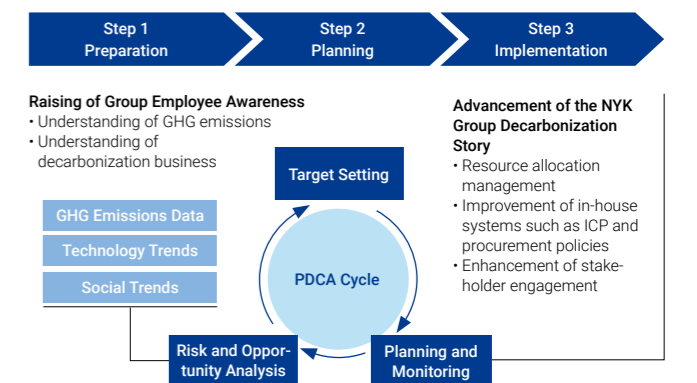 Step 1
Preparation
Step 2
Planning
Step 3
Implementation
Raising of Group Employee Awareness
• Understanding of GHG emissions
• Understanding of
decarbonization business
GHG Emissions Data
Technology Trends
Social Trends
Target Setting
PDCA Cycle
Risk and Oppor-
tunity Analysis
Planning and
Monitoring
Advancement of the NYK
Group Decarbonization
Story
• Resource allocation
management
• Improvement of in-house
systems such as ICP and
procurement policies
• Enhancement of stake-
holder engagement